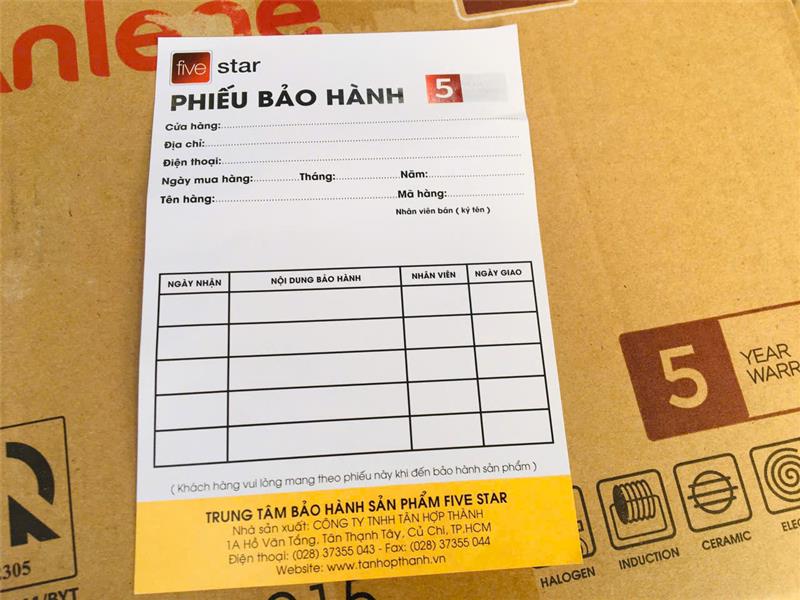 Anlene
five star
PHIẾU BẢO HÀNH 5
Cửa hàng:
Địa chỉ:
Điện thoại:
Ngày mua hàng: Tháng: Năm:
Tên hàng: Mã hàng:
Nhân viên bán ( ký tên )
NGÀY NHẬN NỘI DUNG BẢO HÀNH NHÂN VIÊN NGÀY GIAO
( Khách hàng vui lòng mang theo phiếu này khi đến bảo hành sản phẩm )
TRUNG TÂM BẢO HÀNH SẢN PHẨM FIVE STAR
Nhà sản xuất: CÔNG TY TNHH TÂN HỢP THÀNH
1A Hồ Văn Tắng, Tân Thạnh Tây, Củ Chi, TP.HCM
Điện thoại: (028) 37355 043 - Fax: (028) 37355 044
Website: www.tanhopthanh.vn
5 YEAR
WARR
HALOGEN INDUCTION CERAMIC ELEC
2305
/BYT